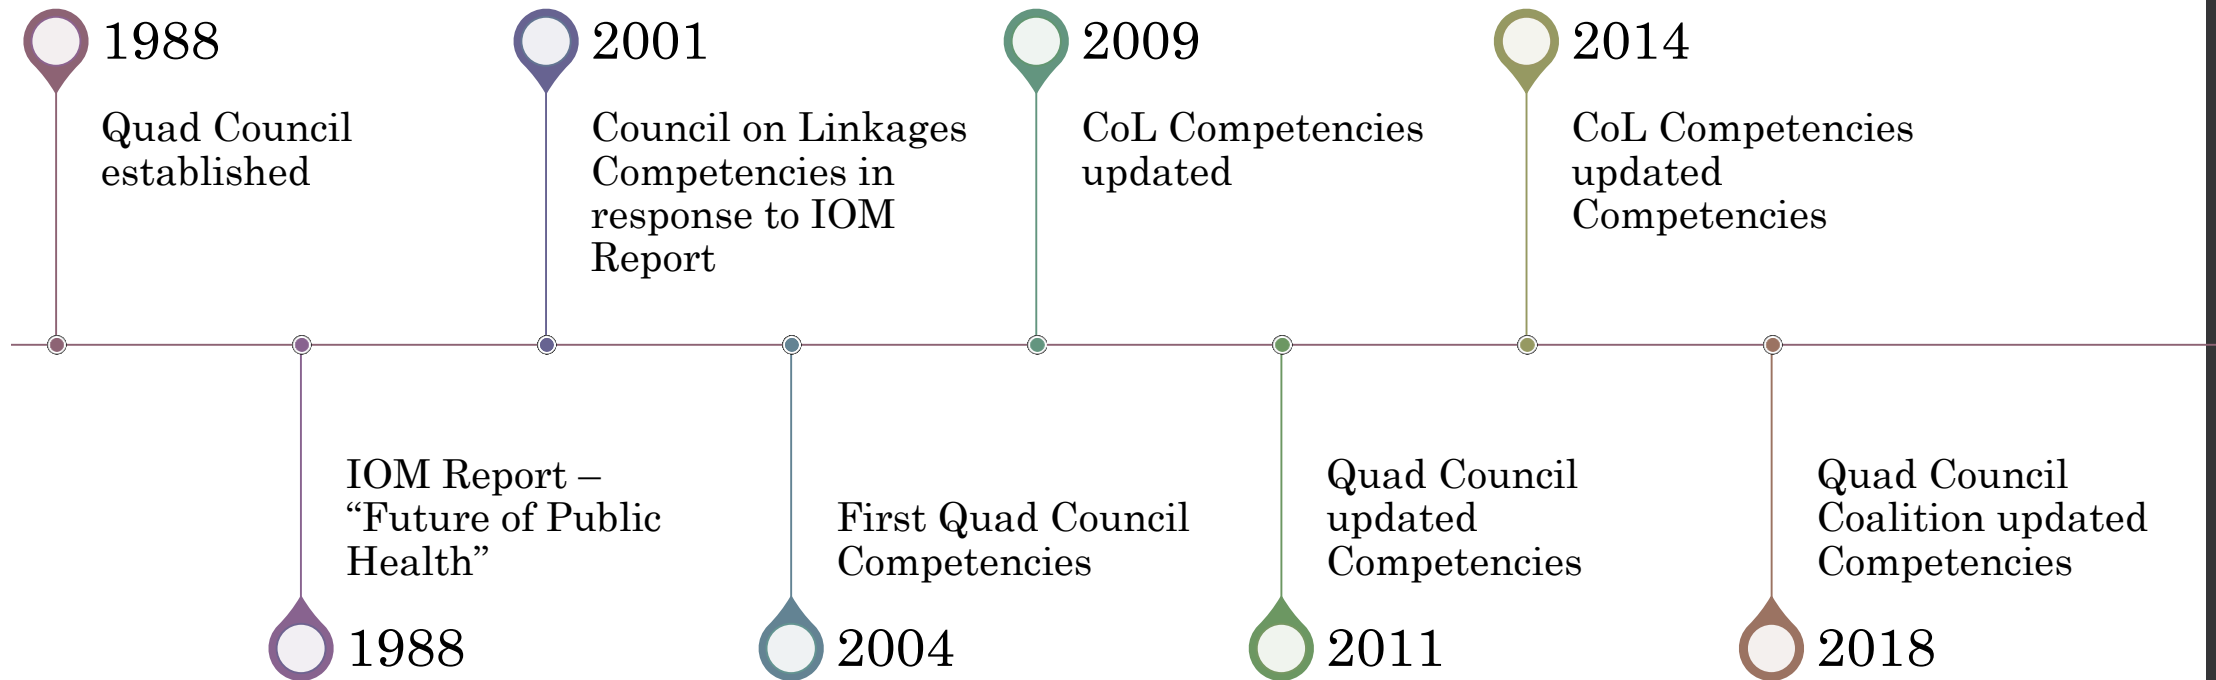 1988
Quad Council
established
2001
Council on Linkages
Competencies in
response to IOM
Report
2009
CoL Competencies
updated
2014
CoL Competencies
updated
Competencies
IOM Report –
“Future of Public
Health”
1988
First Quad Council
Competencies
2004
Quad Council
updated
Competencies
2011
Quad Council
Coalition updated
Competencies
2018